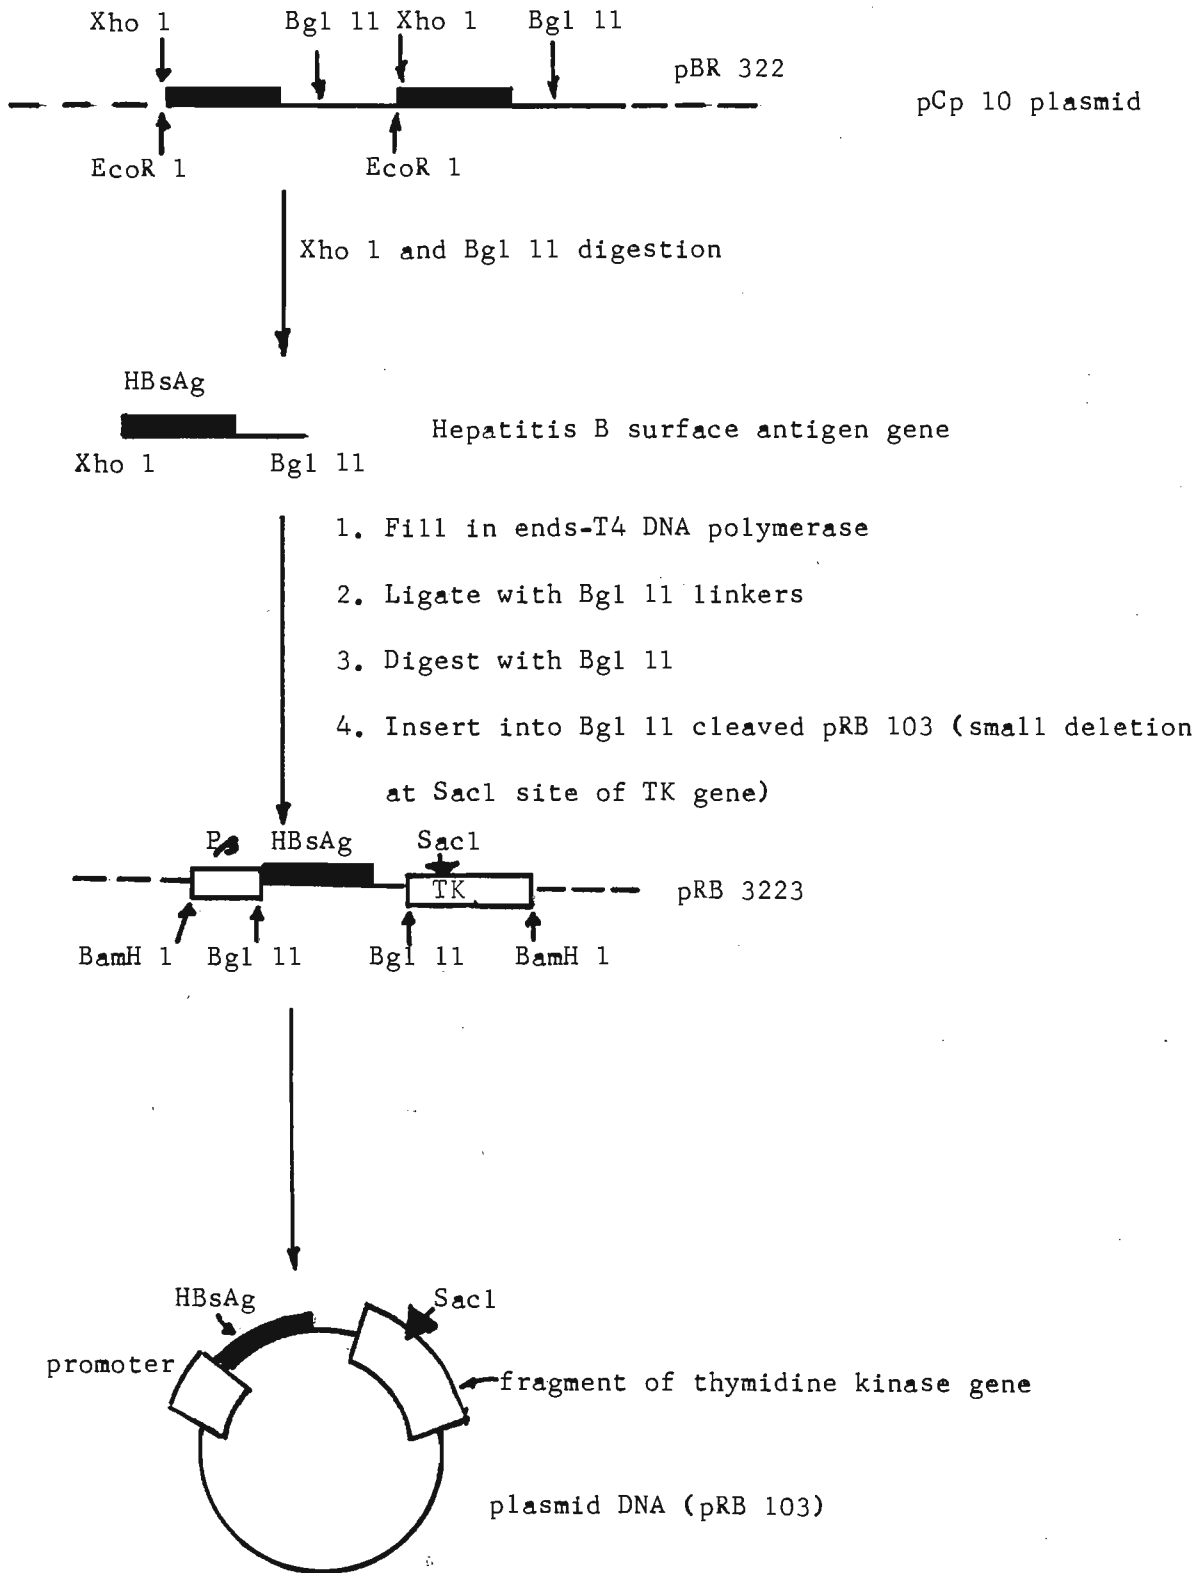 Xho 1 Bgl 11 Xho 1 Bgl 11
pBR 322
pCp 10 plasmid
EcoR 1 EcoR 1
Xho 1 and Bgl 11 digestion
HBsAg
Hepatitis B surface antigen gene
Xho 1 Bgl 11
1. Fill in ends-T4 DNA polymerase
2. Ligate with Bgl 11 linkers
3. Digest with Bgl 11
4. Insert into Bgl 11 cleaved pRB 103 (small deletion
at Sac1 site of TK gene)
HBsAg Sac1
TK
pRB 3223
BamH 1 Bgl 11 Bgl 11 BamH 1
HBsAg Sac1
promoter
fragment of thymidine kinase gene
plasmid DNA (pRB 103)